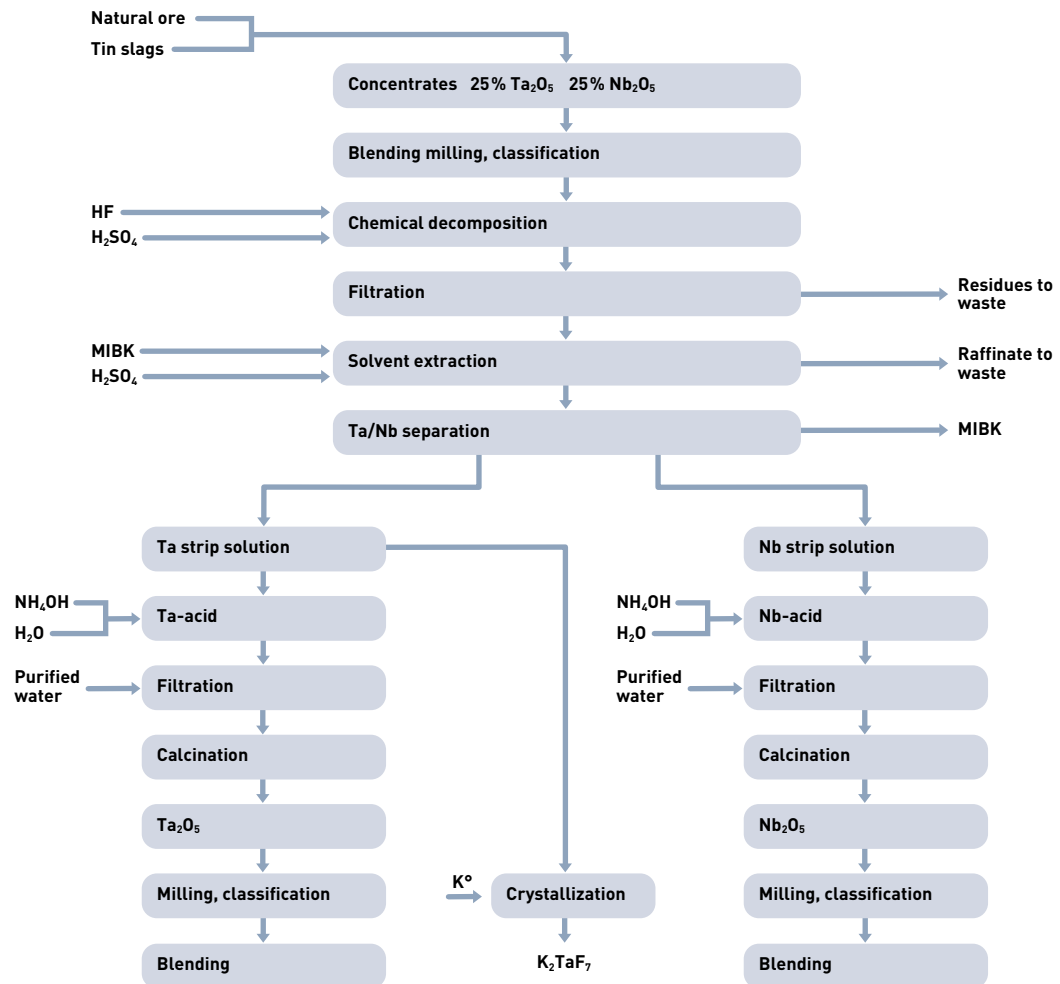 Natural ore
Tin slags
Concentrates 25% Ta₂O₅ 25% Nb₂O₅
Blending milling, classification
HF
H₂SO₄
Chemical decomposition
Filtration
Residues to
waste
MIBK
H₂SO₄
Solvent extraction
Raffinate to
waste
Ta/Nb separation
MIBK
Ta strip solution
Nb strip solution
NH₄OH
H₂O
Ta-acid
NH₄OH
H₂O
Nb-acid
Purified
water
Filtration
Purified
water
Filtration
Calcination
Calcination
Ta₂O₅
Nb₂O₅
Milling, classification
K°
Crystallization
Milling, classification
Blending
K₂TaF₇
Blending